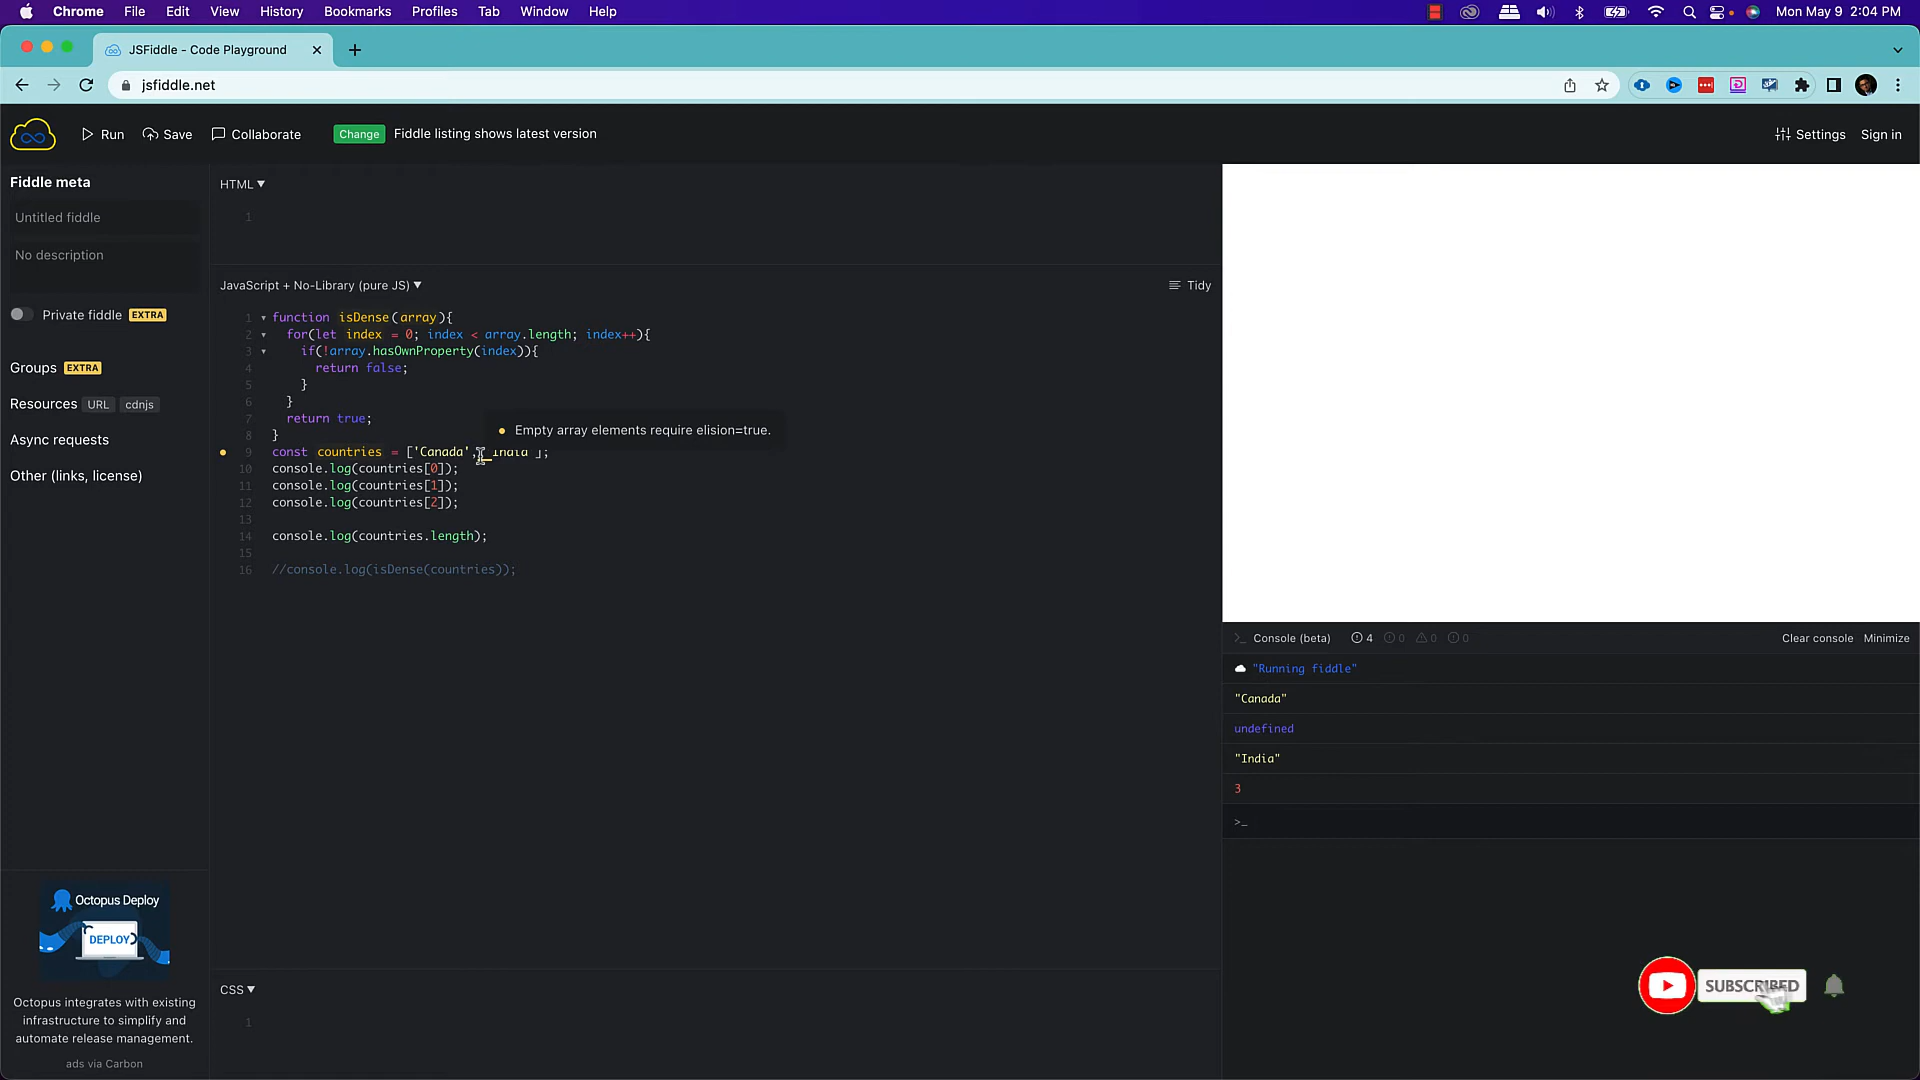 Chrome File Edit View History Bookmarks Profiles Tab Window Help Mon May 9 2:04 PM
JSFiddle - Code Playground
jsfiddle.net
Run Save Collaborate Change Fiddle listing shows latest version Settings Sign in
Fiddle meta
Untitled fiddle
No description
Private fiddle EXTRA
Groups EXTRA
Resources URL cdnjs
Async requests
Other (links, license)
Octopus Deploy
DEPLOY
Octopus integrates with existing
infrastructure to simplify and
automate release management.
ads via Carbon
HTML
1
JavaScript + No-Library (pure JS)
Tidy
1 function isDense(array){
2 for(let index = 0; index < array.length; index++){
3 if(!array.hasOwnProperty(index)){
4 return false;
5 }
6 }
7 return true;
8 }
Empty array elements require elision=true.
9 const countries = ['Canada', India ];
10 console.log(countries[0]);
11 console.log(countries[1]);
12 console.log(countries[2]);
13
14 console.log(countries.length);
15
16 //console.log(isDense(countries));
CSS
1
>_ Console (beta) 4 0 0 0 Clear console Minimize
"Running fiddle"
"Canada"
undefined
"India"
3
>_
SUBSCRIBED